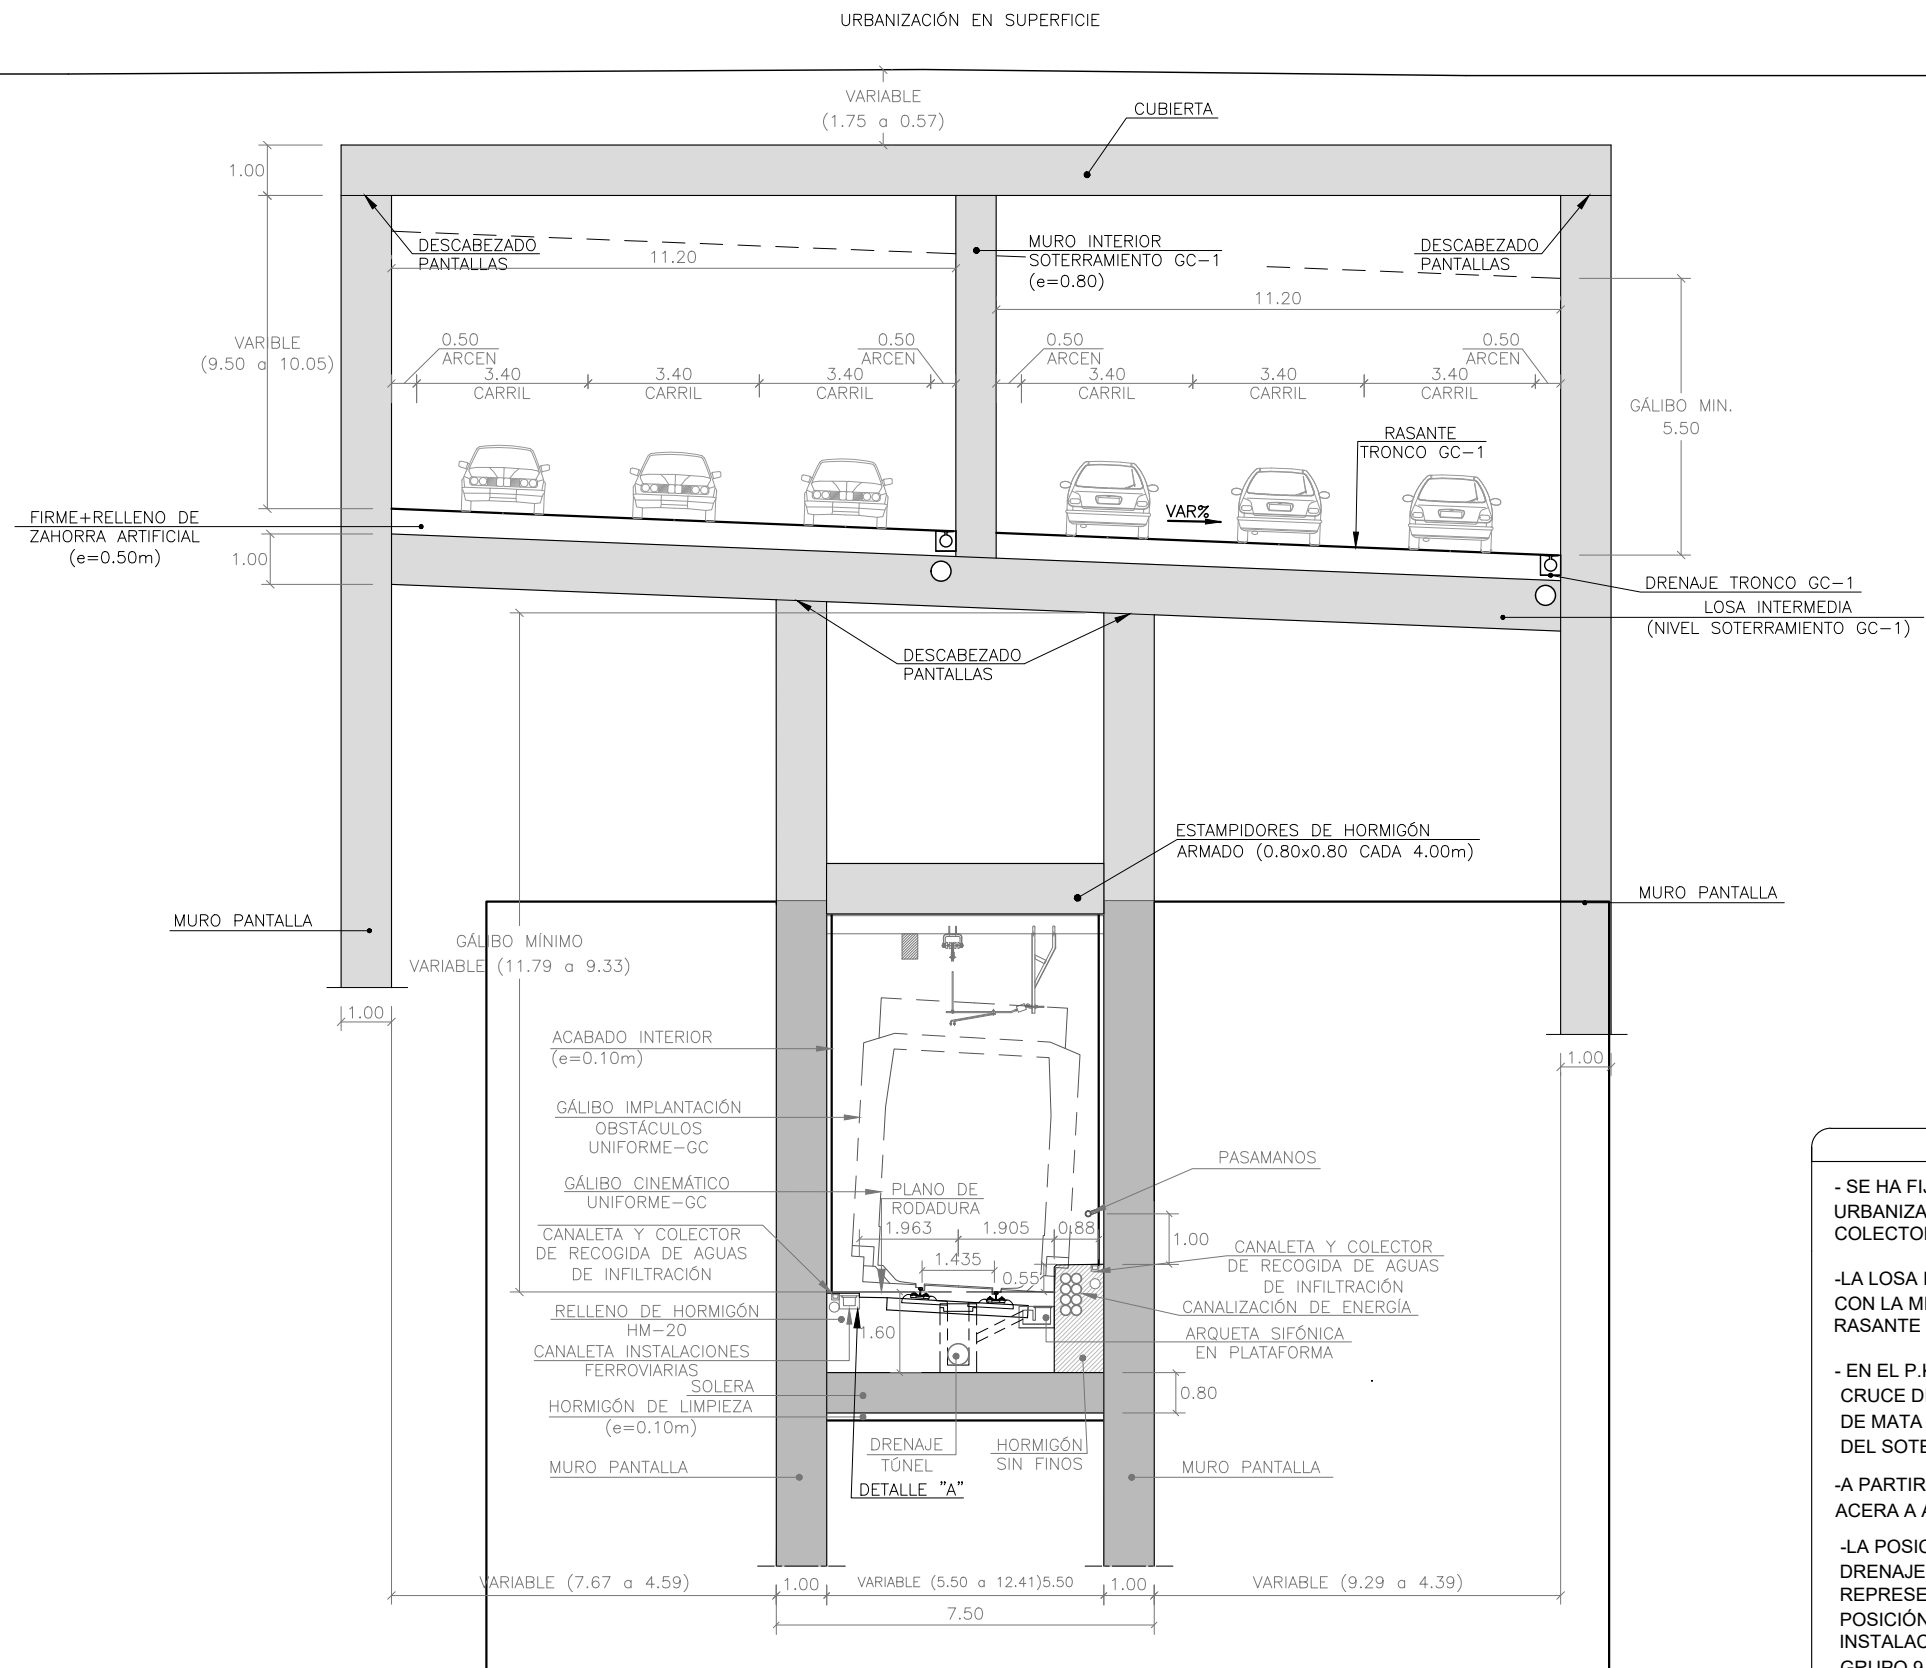 URBANIZACIÓN EN SUPERFICIE
VARIABLE
(1.75 a 0.57)
CUBIERTA
1.00
DESCABEZADO
PANTALLAS
11.20
MURO INTERIOR
SOTERRAMIENTO GC-1
(e=0.80)
DESCABEZADO
PANTALLAS
11.20
VARIBLE
(9.50 a 10.05)
0.50
ARCEN
0.50
ARCEN
0.50
ARCEN
0.50
ARCEN
3.40
CARRIL
3.40
CARRIL
3.40
CARRIL
3.40
CARRIL
3.40
CARRIL
3.40
CARRIL
GÁLIBO MIN.
5.50
RASANTE
TRONCO GC-1
VAR%
FIRME+RELLENO DE
ZAHORRA ARTIFICIAL
(e=0.50m)
1.00
DRENAJE TRONCO GC-1
LOSA INTERMEDIA
(NIVEL SOTERRAMIENTO GC-1)
DESCABEZADO
PANTALLAS
ESTAMPIDORES DE HORMIGÓN
ARMADO (0.80x0.80 CADA 4.00m)
MURO PANTALLA
MURO PANTALLA
GÁLIBO MÍNIMO
VARIABLE (11.79 a 9.33)
1.00
1.00
ACABADO INTERIOR
(e=0.10m)
GÁLIBO IMPLANTACIÓN
OBSTÁCULOS
UNIFORME-GC
GÁLIBO CINEMÁTICO
UNIFORME-GC
PLANO DE
RODADURA
PASAMANOS
1.963
1.905
0.88
1.00
1.435
0.55
CANALETA Y COLECTOR
DE RECOGIDA DE AGUAS
DE INFILTRACIÓN
CANALETA Y COLECTOR
DE RECOGIDA DE AGUAS
DE INFILTRACIÓN
RELLENO DE HORMIGÓN
HM-20
CANALIZACIÓN DE ENERGÍA
1.60
ARQUETA SIFÓNICA
EN PLATAFORMA
CANALETA INSTALACIONES
FERROVIARIAS
SOLERA
0.80
HORMIGÓN DE LIMPIEZA
(e=0.10m)
DRENAJE
TÚNEL
HORMIGÓN
SIN FINOS
MURO PANTALLA
MURO PANTALLA
DETALLE "A"
VARIABLE (7.67 a 4.59)
1.00
VARIABLE (5.50 a 12.41)5.50
1.00
VARIABLE (9.29 a 4.39)
7.50
- SE HA FI
URBANIZA
COLECTO
-LA LOSA
CON LA M
RASANTE
- EN EL P.
CRUCE D
DE MATA
DEL SOTE
-A PARTIR
ACERA A
-LA POSIC
DRENAJE
REPRESE
POSICIÓN
INSTALAC
GRUPO 9